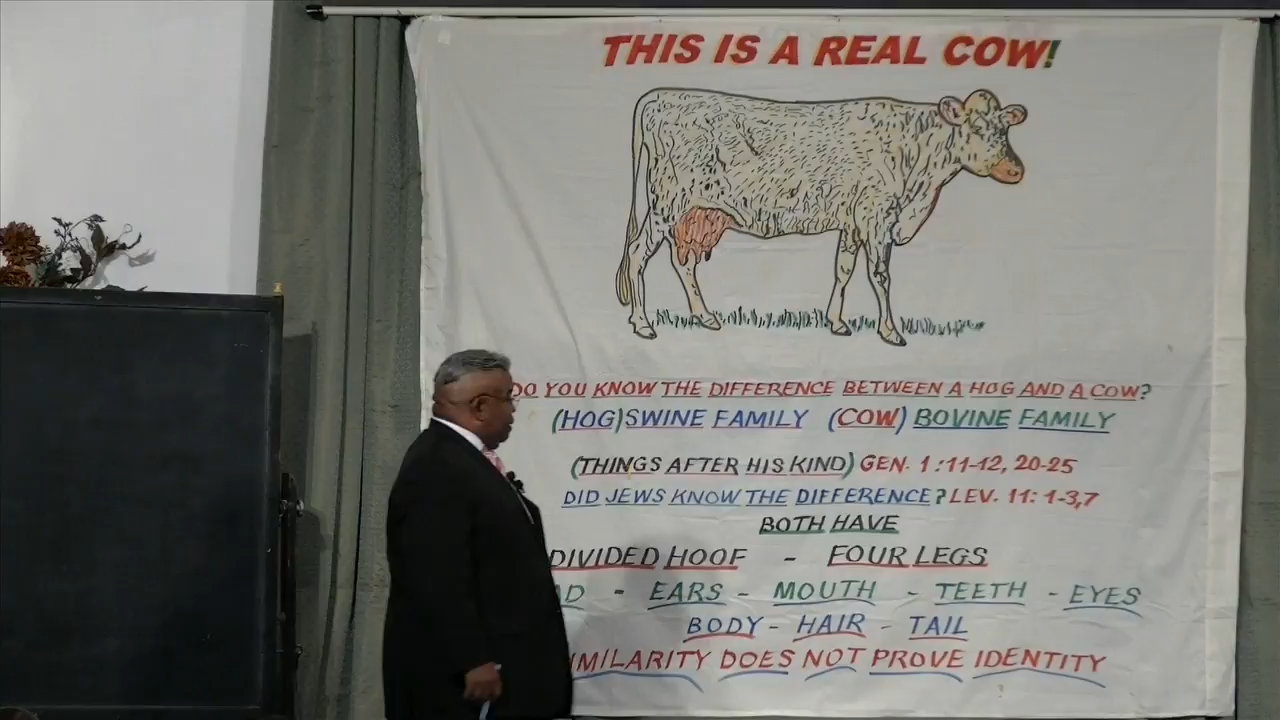 THIS IS A REAL COW!
DO YOU KNOW THE DIFFERENCE BETWEEN A HOG AND A COW?
(HOG) SWINE FAMILY (COW) BOVINE FAMILY
(THINGS AFTER HIS KIND) GEN. 1:11-12, 20-25
DID JEWS KNOW THE DIFFERENCE? LEV. 11: 1-3,7
BOTH HAVE
DIVIDED HOOF - FOUR LEGS
- EARS - MOUTH - TEETH - EYES
BODY - HAIR - TAIL
DOES NOT PROVE IDENTITY